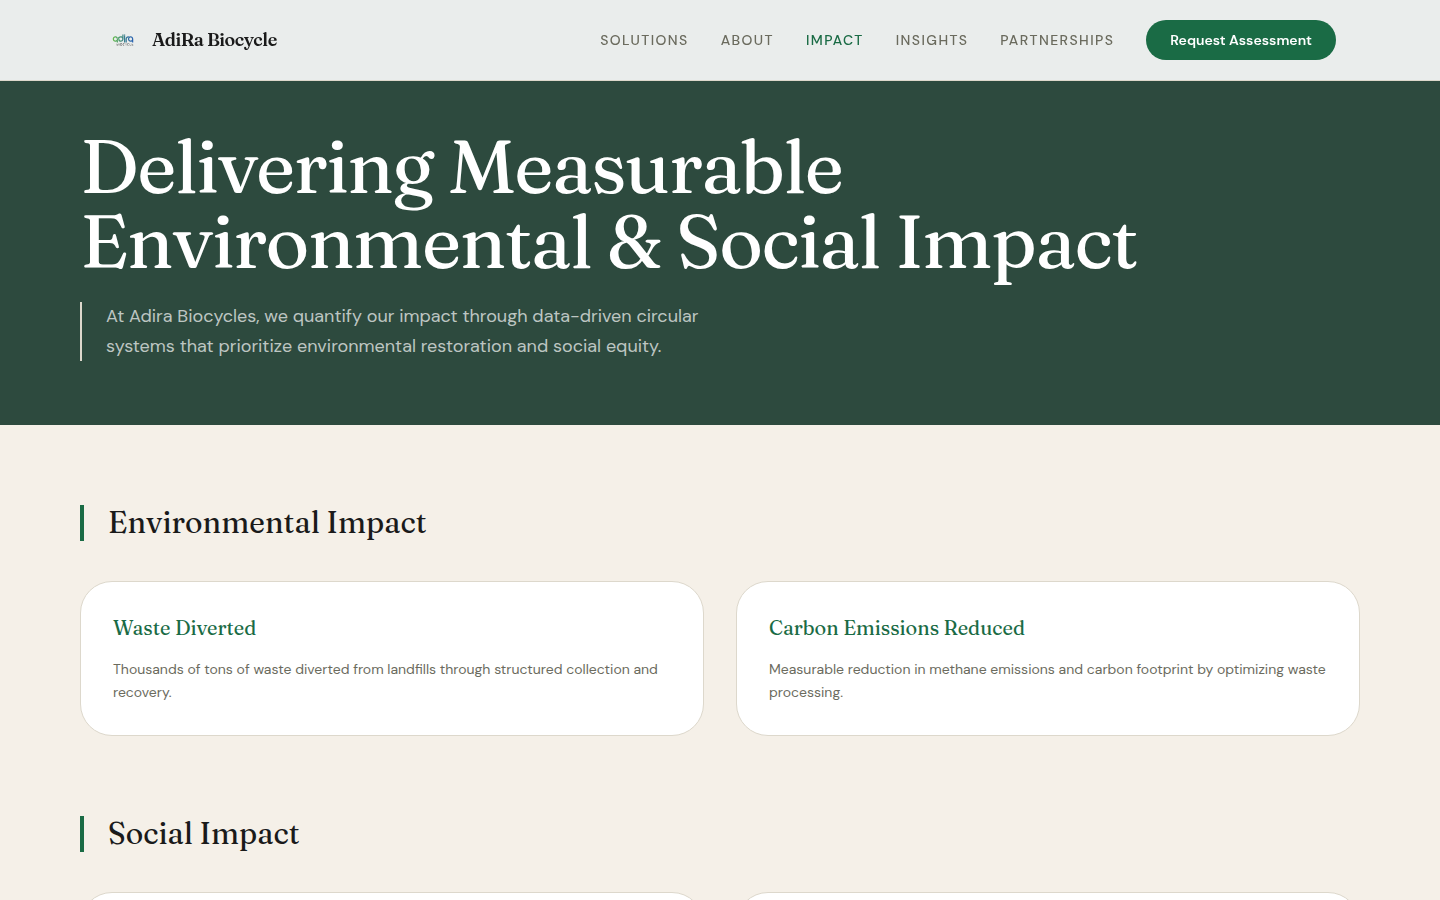 adira
AdiRa Biocycle
SOLUTIONS
ABOUT
IMPACT
INSIGHTS
PARTNERSHIPS
Request Assessment
Delivering Measurable
Environmental & Social Impact
At Adira Biocycles, we quantify our impact through data-driven circular
systems that prioritize environmental restoration and social equity.
Environmental Impact
Waste Diverted
Thousands of tons of waste diverted from landfills through structured collection and
recovery.
Carbon Emissions Reduced
Measurable reduction in methane emissions and carbon footprint by optimizing waste
processing.
Social Impact